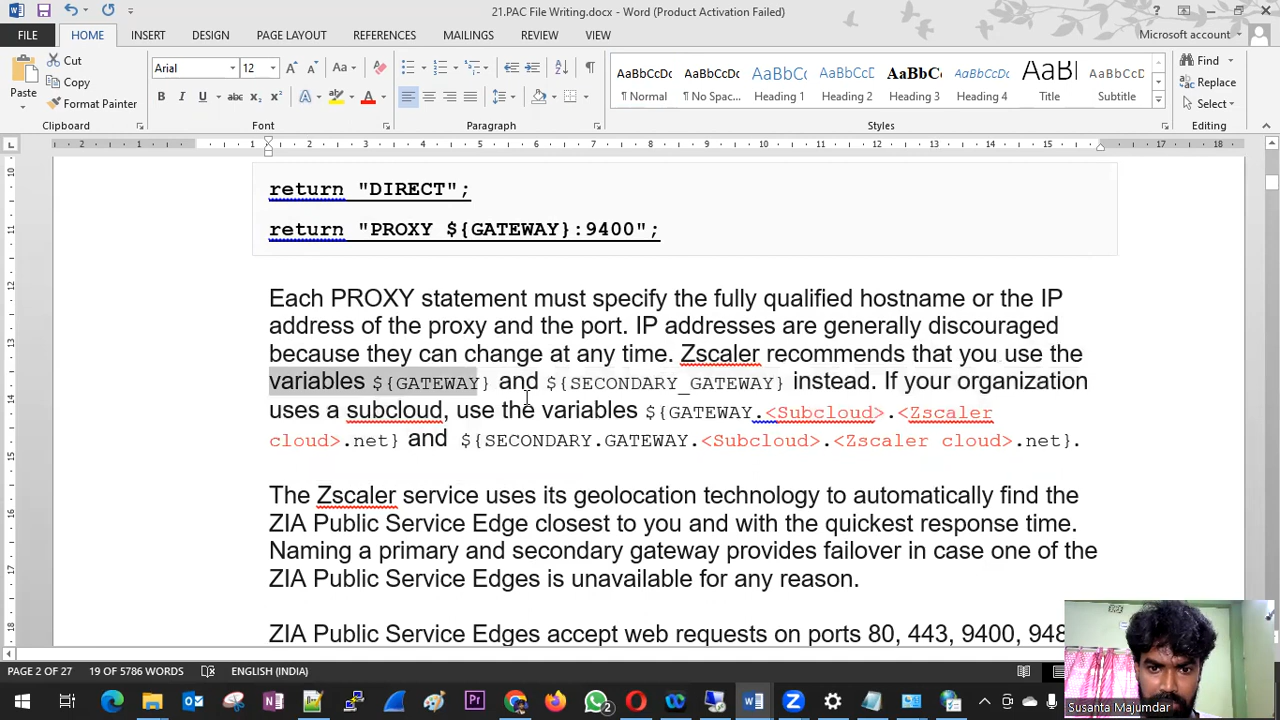 21.PAC File Writing.docx - Word (Product Activation Failed)
FILE HOME INSERT DESIGN PAGE LAYOUT REFERENCES MAILINGS REVIEW VIEW Microsoft account
Cut
Copy
Format Painter
Paste
Clipboard
Arial 12
Font
Paragraph
AaBbCcDc AaBbCcDc AaBbCc AaBbCcD AaBbCc AaBbCcD AaBl AaBbCcD
¶ Normal ¶ No Spac... Heading 1 Heading 2 Heading 3 Heading 4 Title Subtitle
Styles
Find
Replace
Select
Editing
return "DIRECT";
return "PROXY ${GATEWAY}:9400";
Each PROXY statement must specify the fully qualified hostname or the IP
address of the proxy and the port. IP addresses are generally discouraged
because they can change at any time. Zscaler recommends that you use the
variables ${GATEWAY} and ${SECONDARY_GATEWAY} instead. If your organization
uses a subcloud, use the variables ${GATEWAY.<Subcloud>.<Zscaler
cloud>.net} and ${SECONDARY.GATEWAY.<Subcloud>.<Zscaler cloud>.net}.
The Zscaler service uses its geolocation technology to automatically find the
ZIA Public Service Edge closest to you and with the quickest response time.
Naming a primary and secondary gateway provides failover in case one of the
ZIA Public Service Edges is unavailable for any reason.
ZIA Public Service Edges accept web requests on ports 80, 443, 9400, 948
PAGE 2 OF 27 19 OF 5786 WORDS ENGLISH (INDIA)
Susanta Majumdar